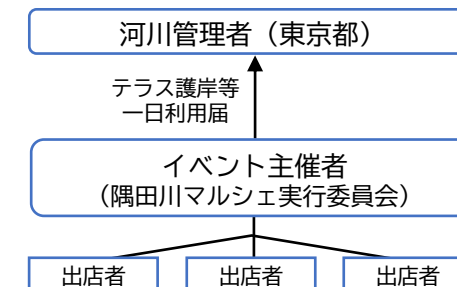 河川管理者（東京都）
テラス護岸等
一日利用届
イベント主催者
（隅田川マルシェ実行委員会）
出店者
出店者
出店者